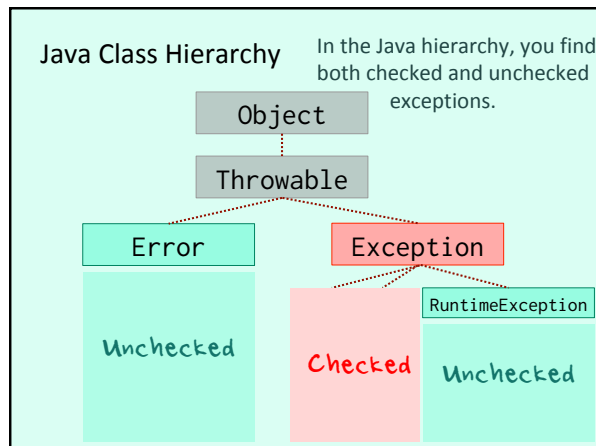 Java Class Hierarchy
In the Java hierarchy, you find
both checked and unchecked
exceptions.
Object
Throwable
Error
Exception
RuntimeException
Unchecked
Checked
Unchecked